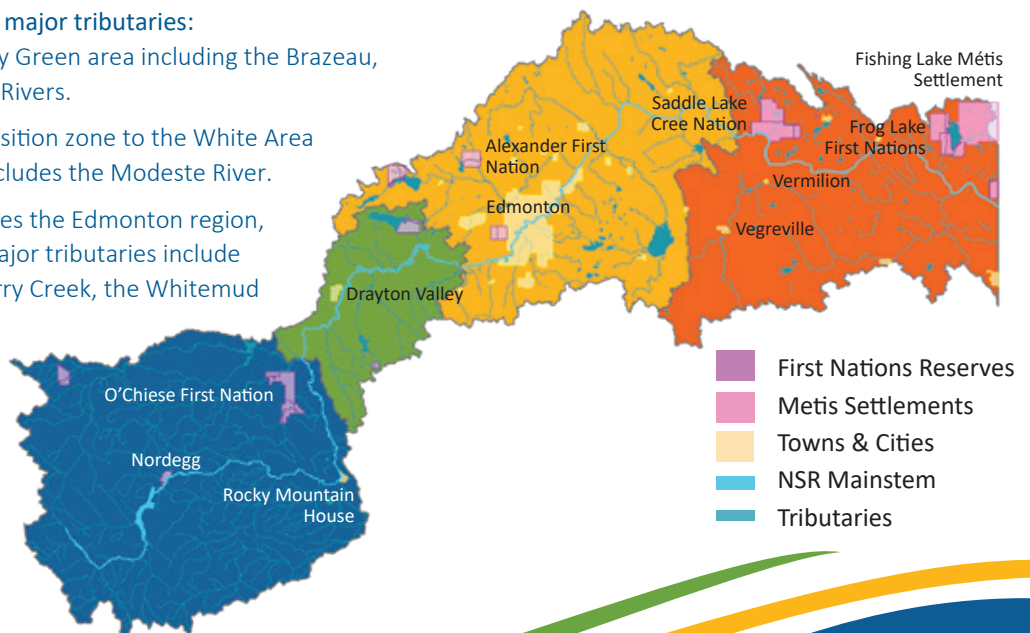 major tributaries:
y Green area including the Brazeau,
Rivers.
sition zone to the White Area
cludes the Modeste River.
es the Edmonton region,
ajor tributaries include
rry Creek, the Whitemud
Fishing Lake Métis
Settlement
Saddle Lake
Cree Nation
Frog Lake
First Nations
Alexander First
Nation
Vermilion
Edmonton
Vegreville
Drayton Valley
O'Chiese First Nation
Nordegg
Rocky Mountain
House
First Nations Reserves
Metis Settlements
Towns & Cities
NSR Mainstem
Tributaries